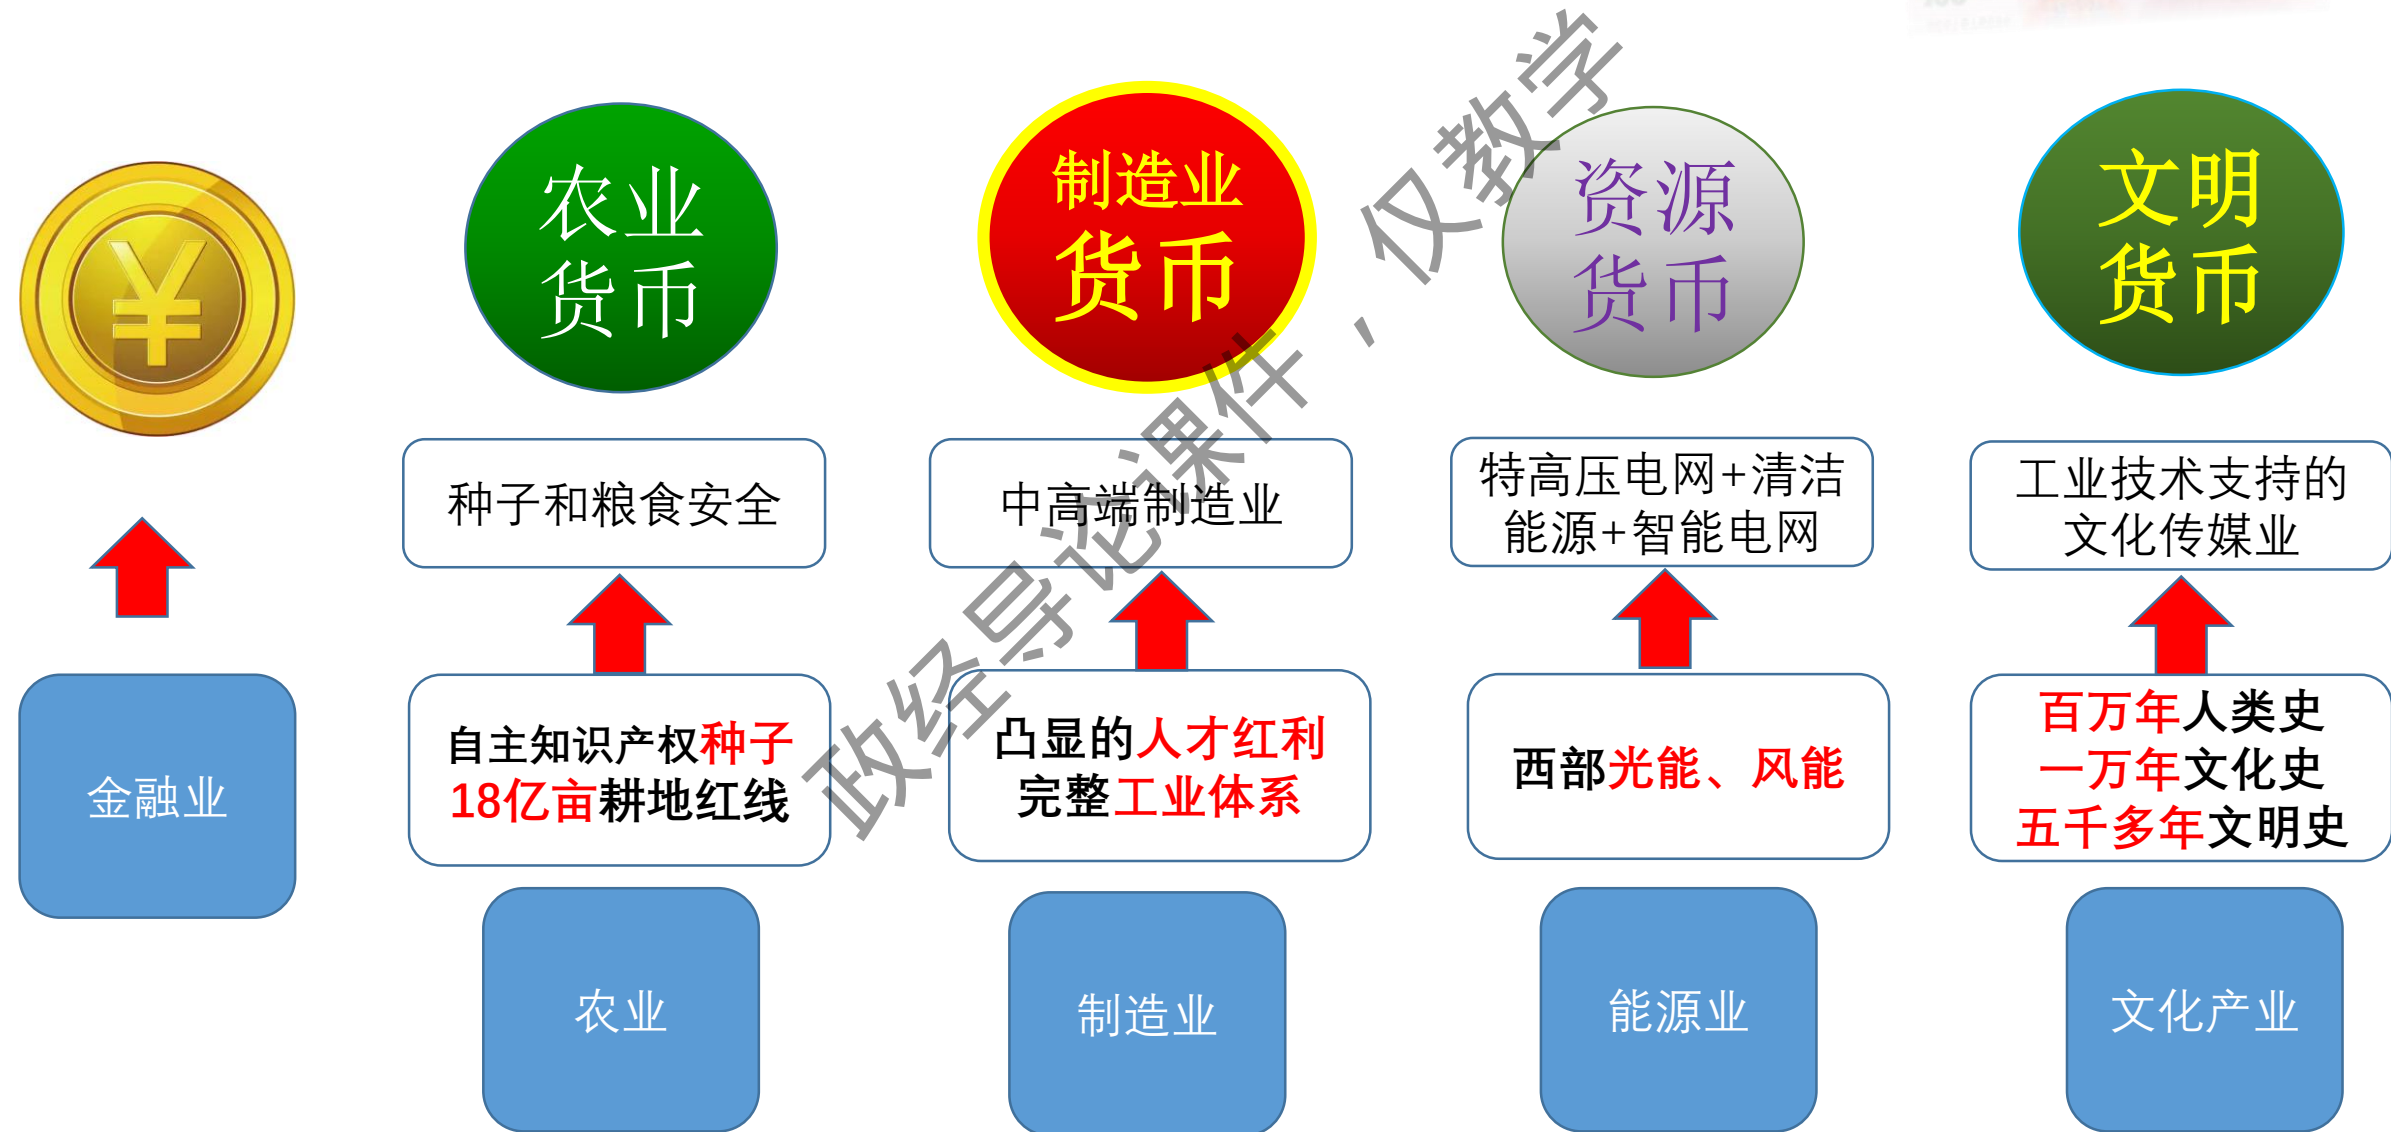 ¥
农业
货币
制造业
货币
资源
货币
文明
货币
种子和粮食安全
中高端制造业
特高压电网+清洁
能源+智能电网
工业技术支持的
文化传媒业
金融业
自主知识产权种子
18亿亩耕地红线
凸显的人才红利
完整工业体系
西部光能、风能
百万年人类史
一万年文化史
五千多年文明史
农业
制造业
能源业
文化产业
政经导论课件，仅教学